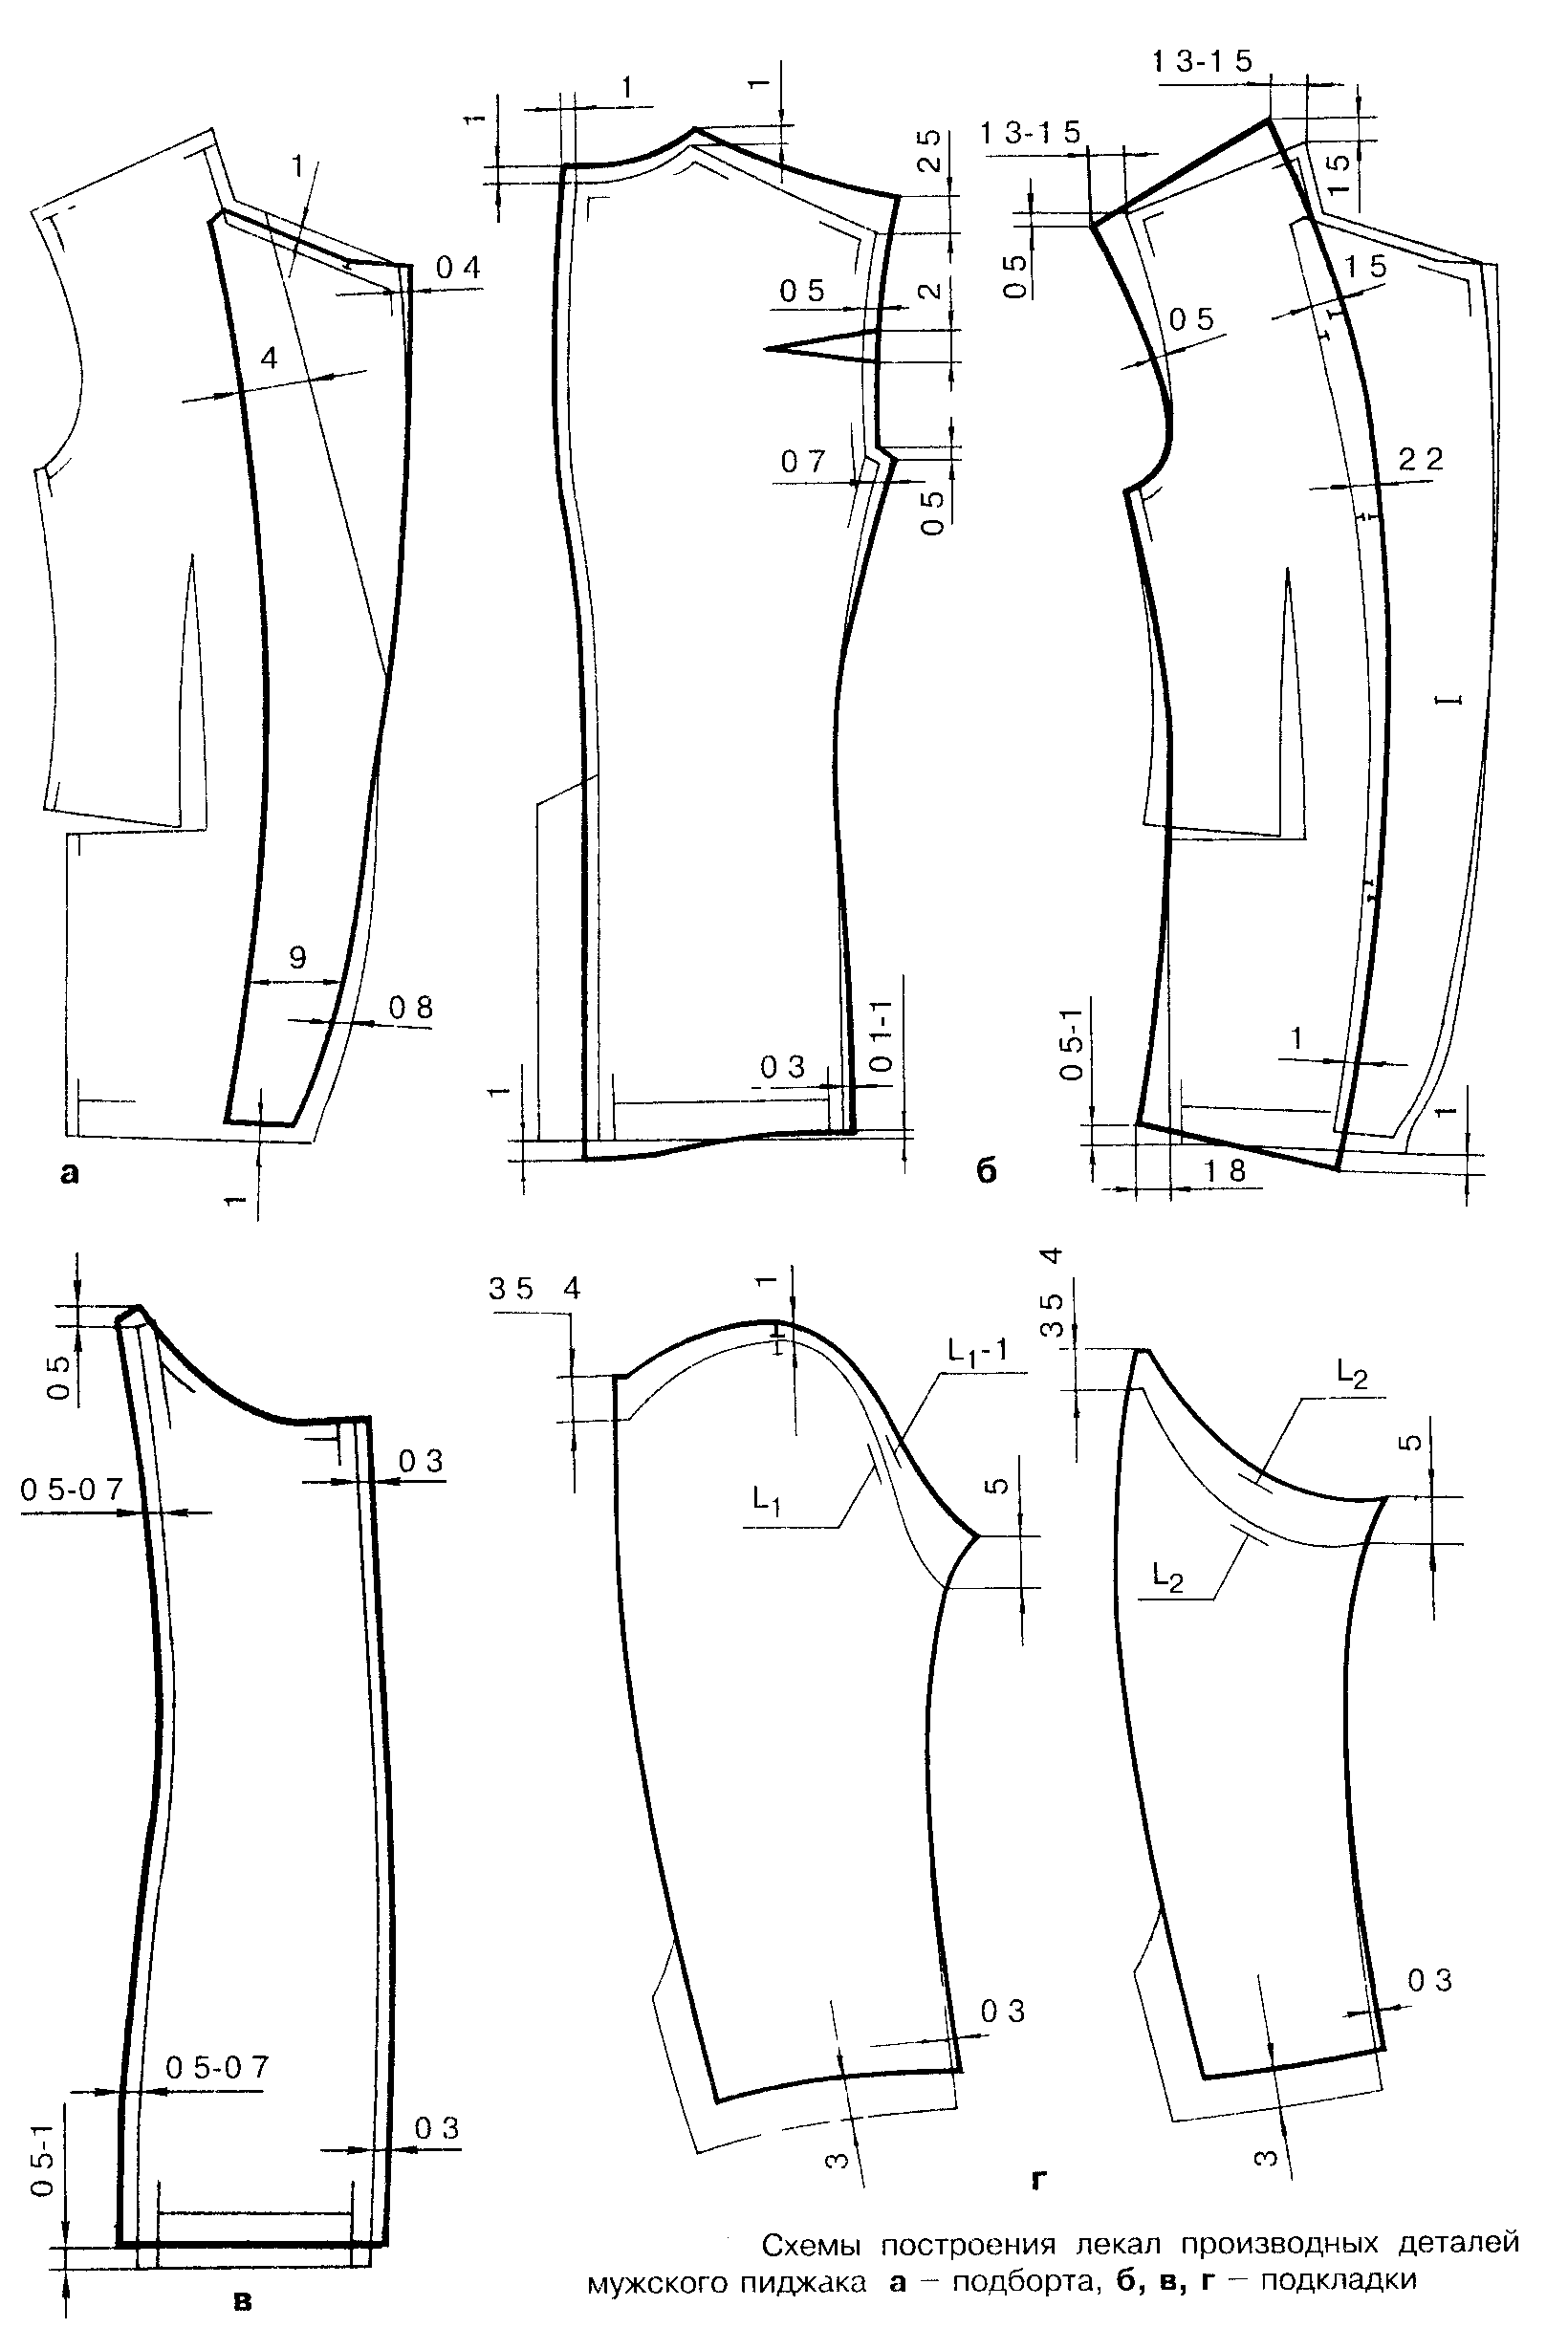 1
1
1
1 3-1 5
1 3-1 5
1
2 5
1 5
0 4
0 5
2
0 5
1 5
0 5
4
0 7
0 5
2 2
9
0 8
1
0 3
0 1-1
0 5-1
1
1
1 8
1
а
б
0 5
3 5 4
1
L1-1
L1
5
3 5 4
L2
L2
5
0 3
0 5-0 7
0 5-0 7
0 3
0 5-1
0 3
3
0 3
3
в
г
Схемы построения лекал производных деталей
мужского пиджака а – подборта, б, в, г – подкладки